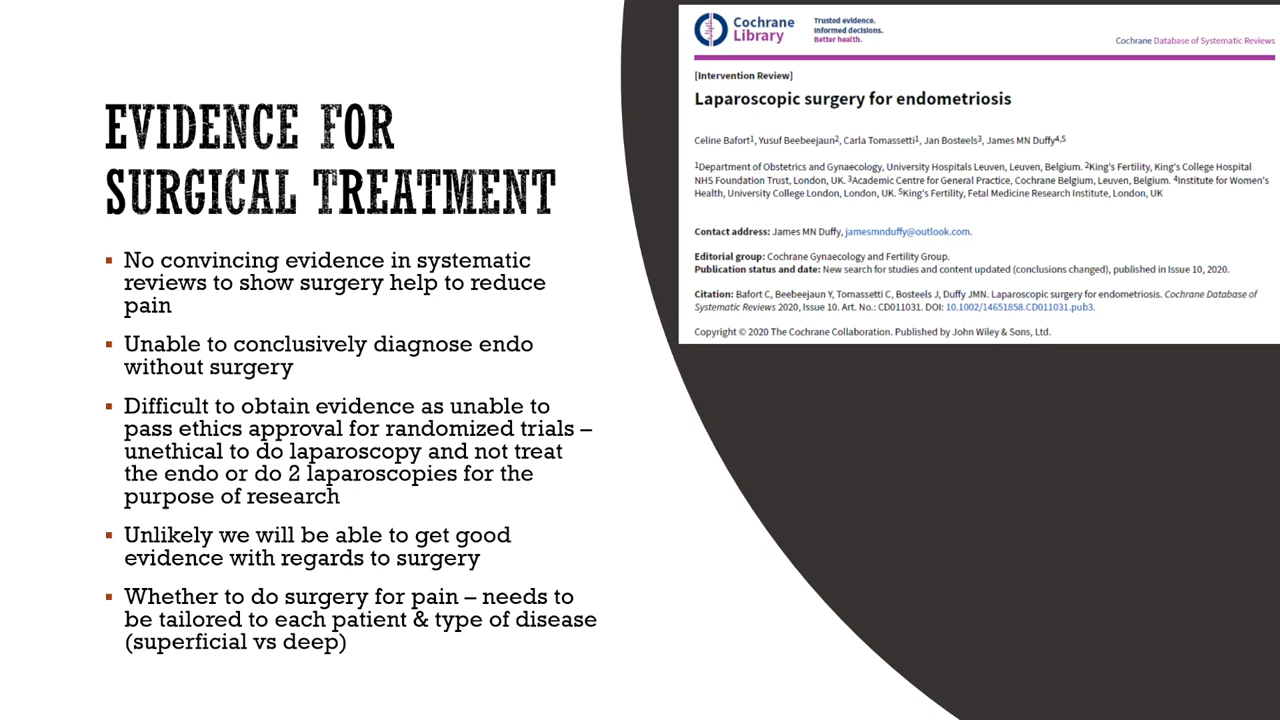 EVIDENCE FOR
SURGICAL TREATMENT
▪ No convincing evidence in systematic
reviews to show surgery help to reduce
pain
▪ Unable to conclusively diagnose endo
without surgery
▪ Difficult to obtain evidence as unable to
pass ethics approval for randomized trials –
unethical to do laparoscopy and not treat
the endo or do 2 laparoscopies for the
purpose of research
▪ Unlikely we will be able to get good
evidence with regards to surgery
▪ Whether to do surgery for pain – needs to
be tailored to each patient & type of disease
(superficial vs deep)
Cochrane
Library
Trusted evidence.
Informed decisions.
Better health.
Cochrane Database of Systematic Reviews
[Intervention Review]
Laparoscopic surgery for endometriosis
Celine Bafort1, Yusuf Beebeejaun2, Carla Tomassetti1, Jan Bosteels3, James MN Duffy4,5
1Department of Obstetrics and Gynaecology, University Hospitals Leuven, Leuven, Belgium. 2King's Fertility, King's College Hospital
NHS Foundation Trust, London, UK. 3Academic Centre for General Practice, Cochrane Belgium, Leuven, Belgium. 4Institute for Women's
Health, University College London, London, UK. 5King's Fertility, Fetal Medicine Research Institute, London, UK
Contact address: James MN Duffy, jamesmnduffy@outlook.com.
Editorial group: Cochrane Gynaecology and Fertility Group.
Publication status and date: New search for studies and content updated (conclusions changed), published in Issue 10, 2020.
Citation: Bafort C, Beebeejaun Y, Tomassetti C, Bosteels J, Duffy JMN. Laparoscopic surgery for endometriosis. Cochrane Database of
Systematic Reviews 2020, Issue 10. Art. No.: CD011031. DOI: 10.1002/14651858.CD011031.pub3.
Copyright © 2020 The Cochrane Collaboration. Published by John Wiley & Sons, Ltd.